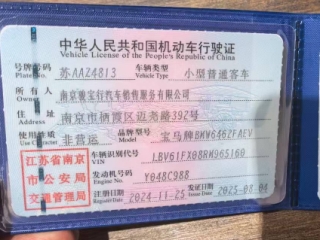 中华人民共和国机动车行驶证
Vehicle License of the People's Republic of China
号牌号码 苏AAZ4813 车辆类型 小型普通客车
Plate No. Vehicle Type
所有人 南京骏宝行汽车销售服务有限公司
Owner
住址 南京市栖霞区迈尧路392号
Address
使用性质 非营运 品牌型号 宝马牌BMW6462FAEV
Use Character Model
江苏省南京市公安局交通管理局
车辆识别代号 LBV61FX08RM965160
VIN
发动机号码 Y048C988
Engine No.
注册日期 2024-11-25 发证日期 2025-08-04
Register Date Issue Date